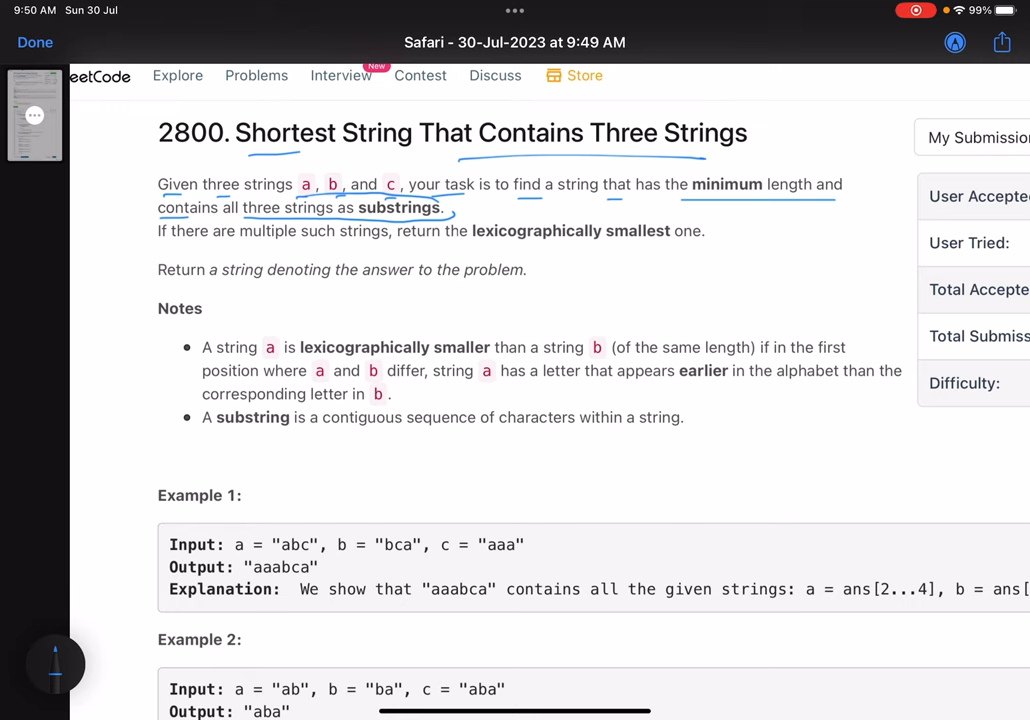 9:50 AM Sun 30 Jul
99%
Done
Safari - 30-Jul-2023 at 9:49 AM
eetCode Explore Problems Interview New Contest Discuss Store
2800. Shortest String That Contains Three Strings
My Submissio
Given three strings a , b , and c , your task is to find a string that has the minimum length and
contains all three strings as substrings.
If there are multiple such strings, return the lexicographically smallest one.
Return a string denoting the answer to the problem.
Notes
A string a is lexicographically smaller than a string b (of the same length) if in the first
position where a and b differ, string a has a letter that appears earlier in the alphabet than the
corresponding letter in b .
A substring is a contiguous sequence of characters within a string.
User Accepte
User Tried:
Total Accepte
Total Submiss
Difficulty:
Example 1:
Input: a = "abc", b = "bca", c = "aaa"
Output: "aaabca"
Explanation: We show that "aaabca" contains all the given strings: a = ans[2...4], b = ans[
Example 2:
Input: a = "ab", b = "ba", c = "aba"
Output: "aba"